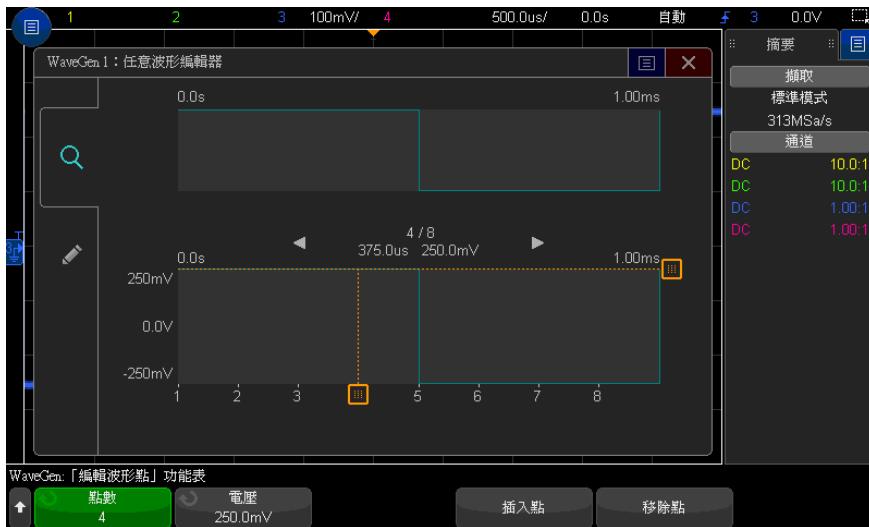 1 2 3 100mV/ 4 500.0us/ 0.0s 自動 3 0.0V
WaveGen 1：任意波形編輯器
0.0s 1.00ms
4 / 8
375.0us 250.0mV
0.0s 1.00ms
250mV
0.0V
-250mV
1 2 3 5 6 7 8
摘要
擷取
標準模式
313MSa/s
通道
DC 10.0:1
DC 10.0:1
DC 1.00:1
DC 1.00:1
T
3
WaveGen:「編輯波形點」功能表
點數
4
電壓
250.0mV
插入點
移除點